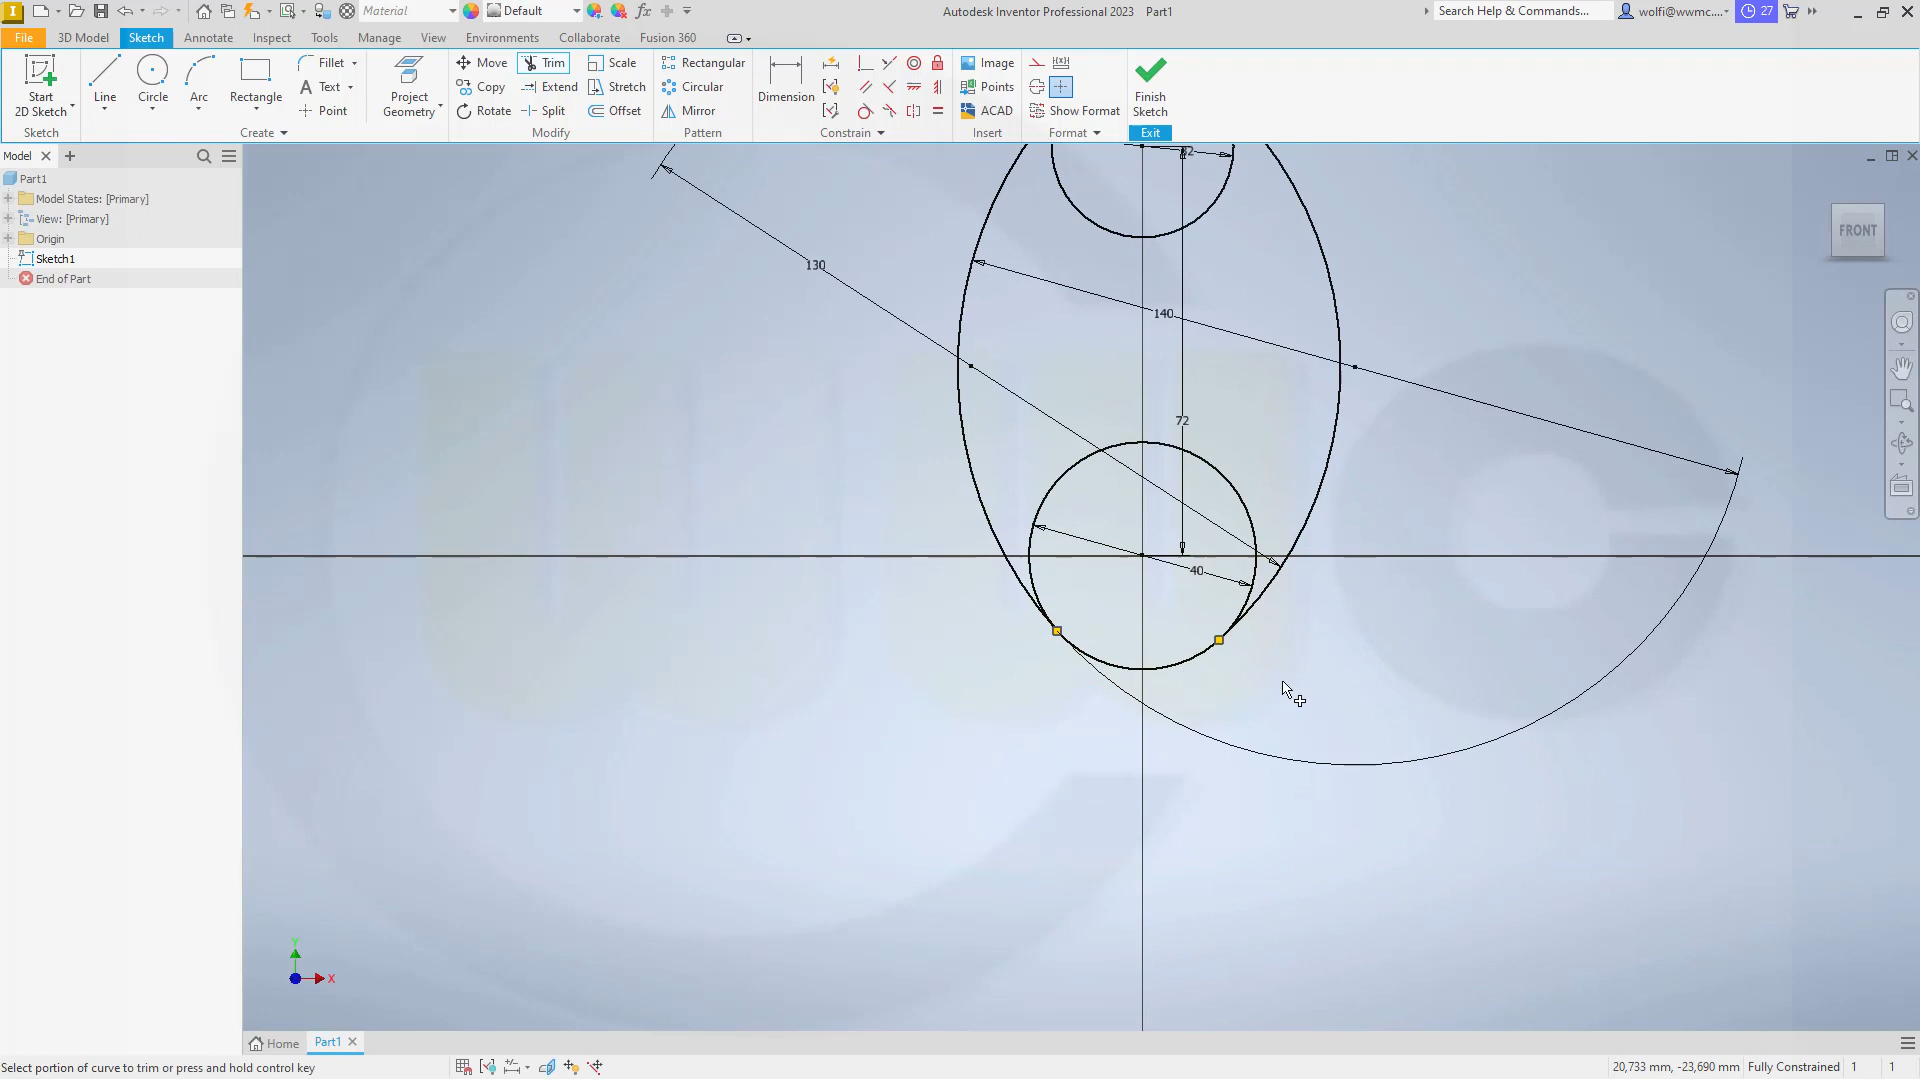 Material
Default
Autodesk Inventor Professional 2023 Part1
Search Help & Commands...
wolfi@wwmc....
27
File 3D Model Sketch Annotate Inspect Tools Manage View Environments Collaborate Fusion 360
Start
2D Sketch
Line
Circle
Arc
Rectangle
Fillet
Text
Point
Project
Geometry
Move
Copy
Rotate
Trim
Extend
Split
Scale
Stretch
Offset
Rectangular
Circular
Mirror
Dimension
Image
Points
ACAD
Show Format
Finish
Sketch
Sketch Create Modify Pattern Constrain Insert Format Exit
Model
Part1
Model States: [Primary]
View: [Primary]
Origin
Sketch1
End of Part
FRONT
130
140
72
40
Y
X
Home Part1
Select portion of curve to trim or press and hold control key
20,733 mm, -23,690 mm Fully Constrained 1 1